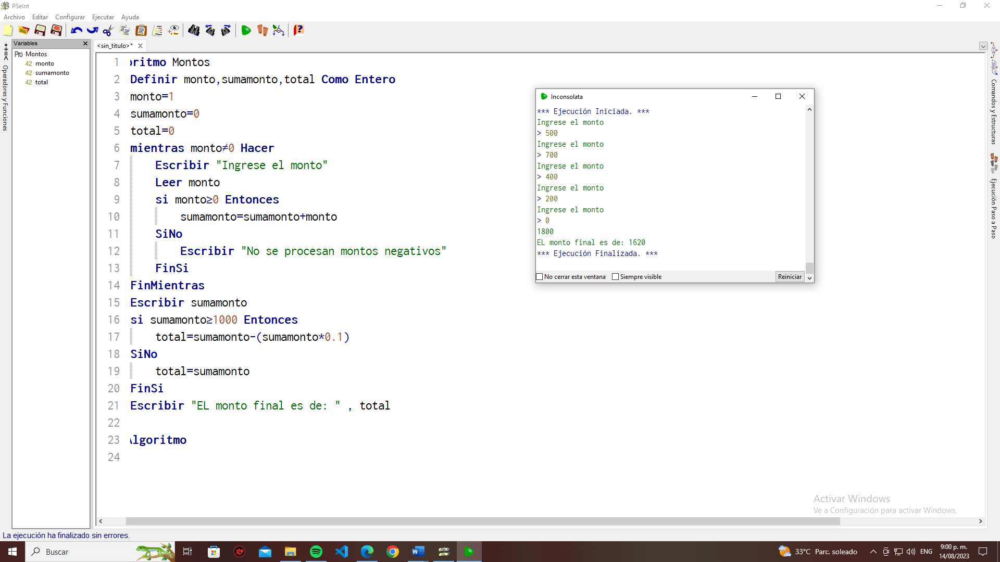 PSeInt
Archivo Editar Configurar Ejecutar Ayuda
Variables
Pro Montos
42 monto
42 sumamonto
42 total
*+=< Operadores y Funciones
<sin_titulo>*
1 oritmo Montos
2 Definir monto,sumamonto,total Como Entero
3 monto=1
4 sumamonto=0
5 total=0
6 mientras monto≠0 Hacer
7 Escribir "Ingrese el monto"
8 Leer monto
9 si monto≥0 Entonces
10 sumamonto=sumamonto+monto
11 SiNo
12 Escribir "No se procesan montos negativos"
13 FinSi
14 FinMientras
15 Escribir sumamonto
16 si sumamonto≥1000 Entonces
17 total=sumamonto-(sumamonto*0.1)
18 SiNo
19 total=sumamonto
20 FinSi
21 Escribir "EL monto final es de: " , total
22
23 Algoritmo
24
Inconsolata
*** Ejecución Iniciada. ***
Ingrese el monto
> 500
Ingrese el monto
> 700
Ingrese el monto
> 400
Ingrese el monto
> 200
Ingrese el monto
> 0
1800
EL monto final es de: 1620
*** Ejecución Finalizada. ***
No cerrar esta ventana Siempre visible Reiniciar
Comandos y Estructuras
Ejecución Paso a Paso
Activar Windows
Ve a Configuración para activar Windows.
La ejecución ha finalizado sin errores.
Buscar
33°C Parc. soleado
ENG
9:00 p. m.
14/08/2023